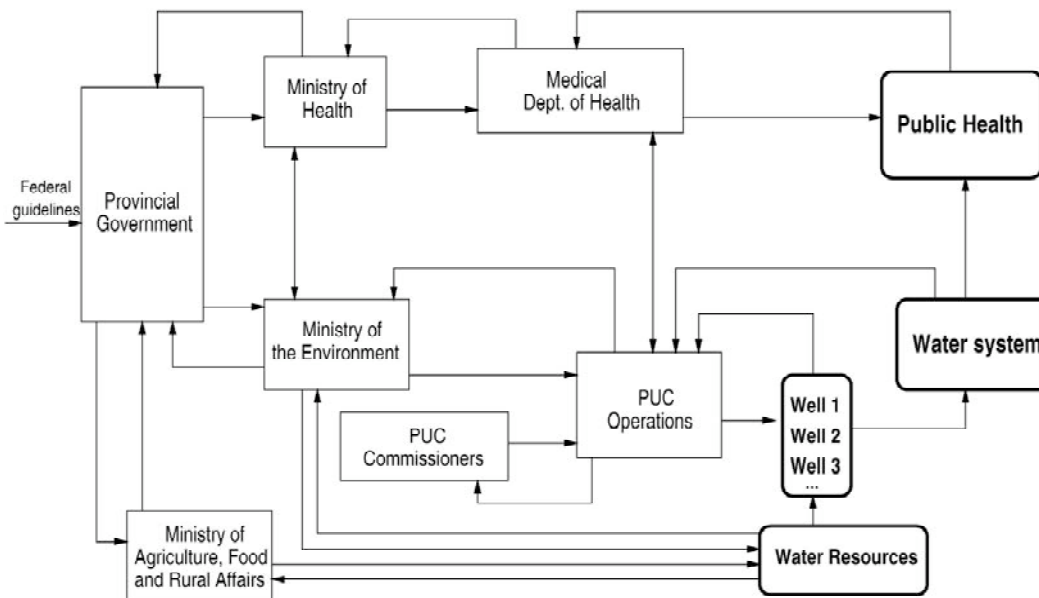 Ministry of
Health
Medical
Dept. of Health
Public Health
Federal
guidelines
Provincial
Government
Ministry of
the Environment
Water system
PUC
Operations
Well 1
Well 2
Well 3
...
PUC
Commissioners
Ministry of
Agriculture, Food
and Rural Affairs
Water Resources